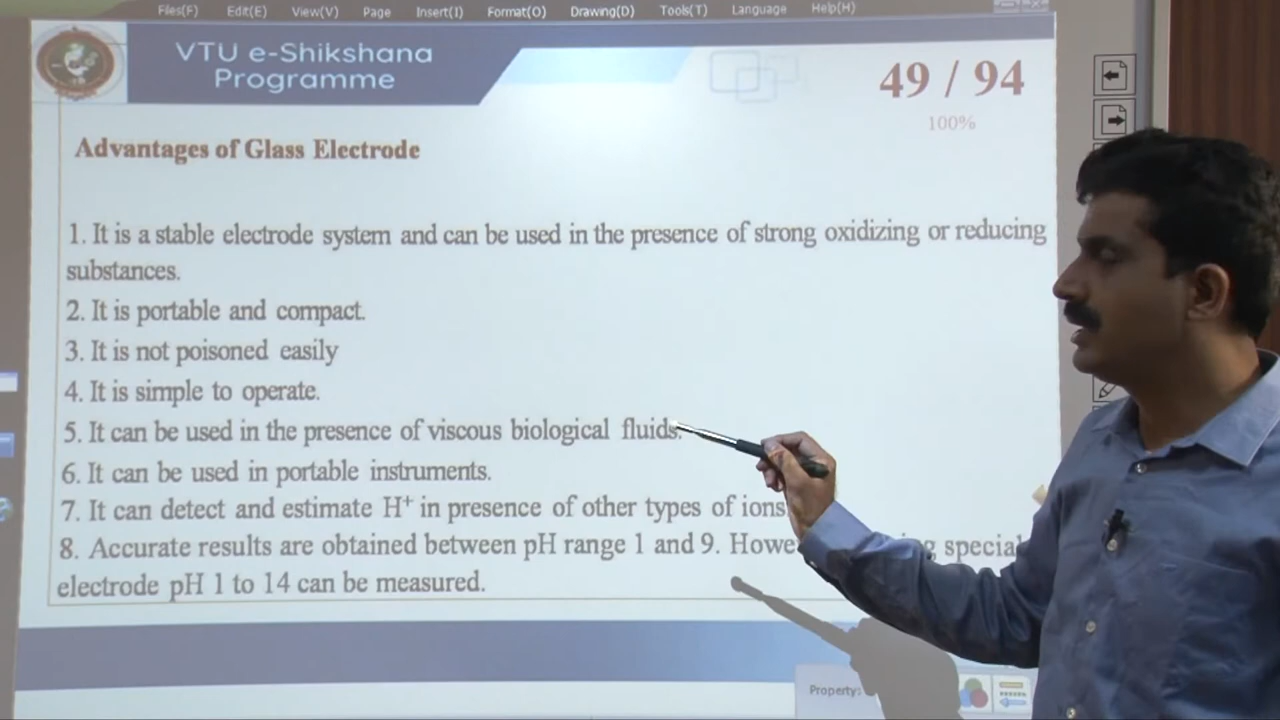 Files(F) Edit(E) View(V) Page Insert(I) Format(O) Drawing(D) Tools(T) Language Help(H)
VTU e-Shikshana
Programme
49 / 94
100%
Advantages of Glass Electrode
1. It is a stable electrode system and can be used in the presence of strong oxidizing or reducing
substances.
2. It is portable and compact.
3. It is not poisoned easily
4. It is simple to operate.
5. It can be used in the presence of viscous biological fluids.
6. It can be used in portable instruments.
7. It can detect and estimate H⁺ in presence of other types of ions
8. Accurate results are obtained between pH range 1 and 9. special
electrode pH 1 to 14 can be measured.
Property